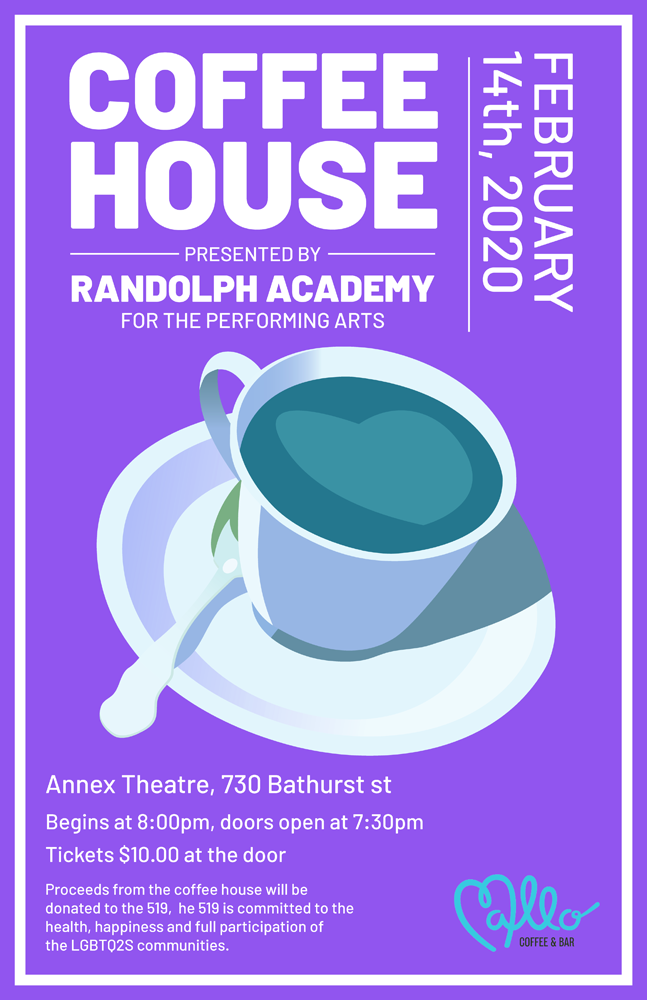 COFFEE
HOUSE
PRESENTED BY
RANDOLPH ACADEMY
FOR THE PERFORMING ARTS
FEBRUARY
14th, 2020
Annex Theatre, 730 Bathurst st
Begins at 8:00pm, doors open at 7:30pm
Tickets $10.00 at the door
Proceeds from the coffee house will be
donated to the 519,  he 519 is committed to the
health, happiness and full participation of
the LGBTQ2S communities.
Mallo
COFFEE & BAR